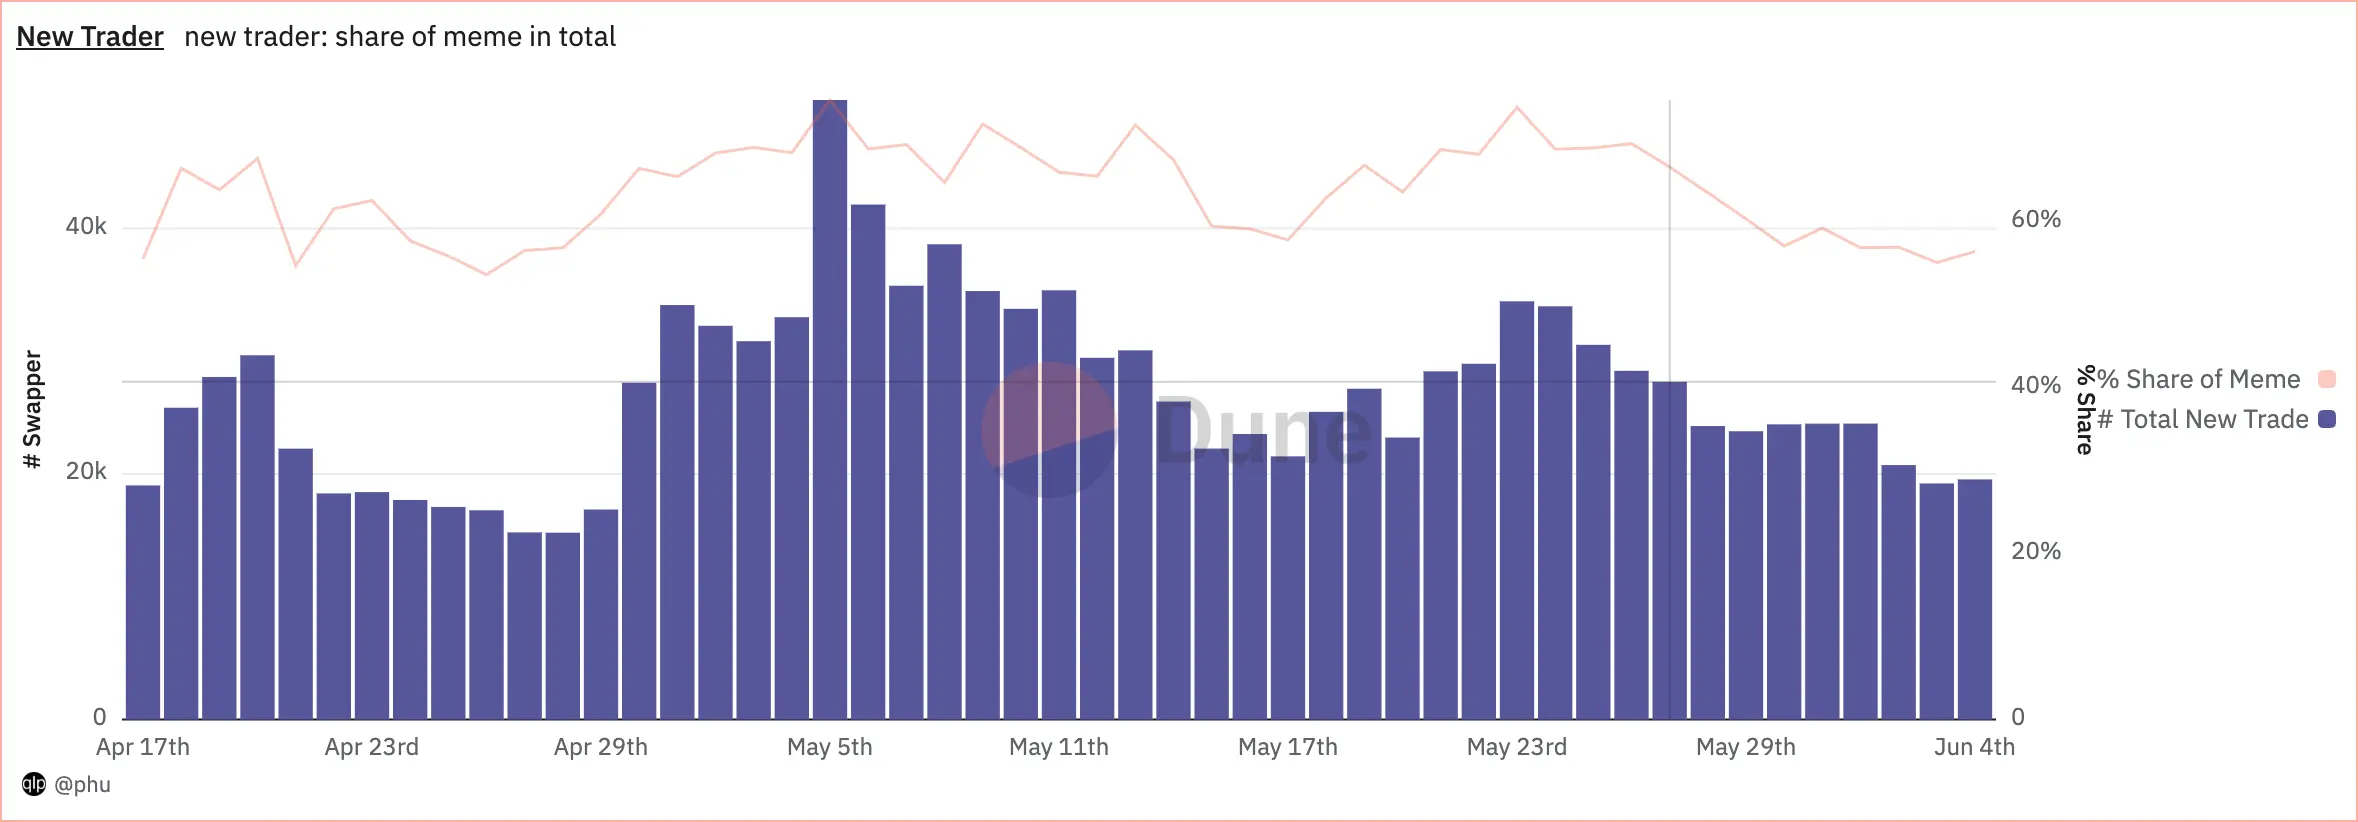 New Trader new trader: share of meme in total
# Swapper
40k
20k
0
60%
40%
20%
0
% Share
% Share of Meme
# Total New Trade
Dune
Apr 17th Apr 23rd Apr 29th May 5th May 11th May 17th May 23rd May 29th Jun 4th
qlp @phu